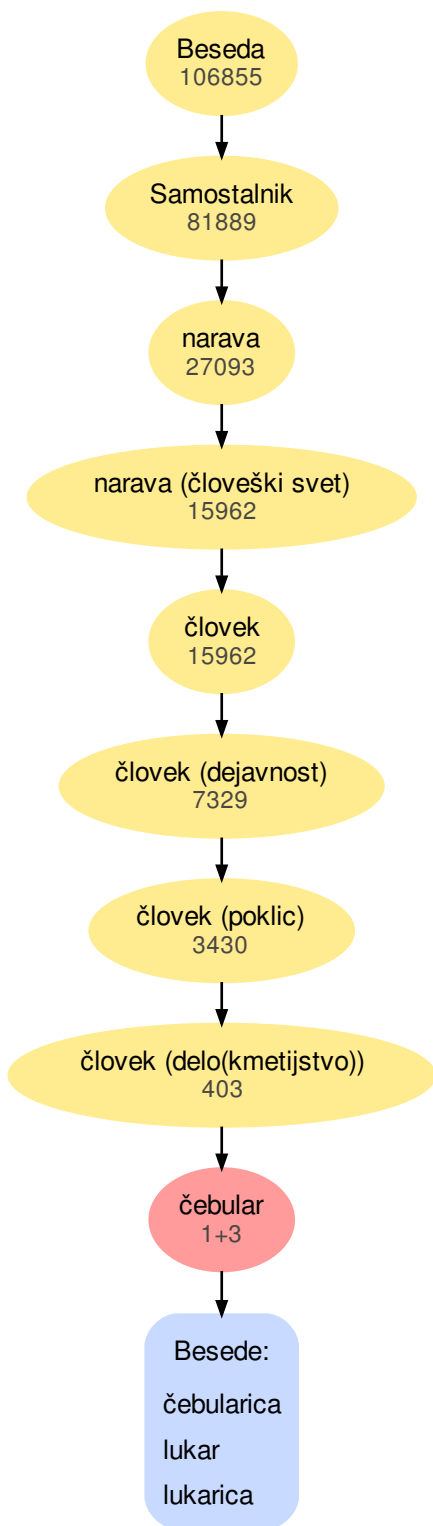 Beseda
106855
Samostalnik
81889
narava
27093
narava (človeški svet)
15962
človek
15962
človek (dejavnost)
7329
človek (poklic)
3430
človek (delo(kmetijstvo))
403
čebular
1+3
Besede:
čebularica
lukar
lukarica